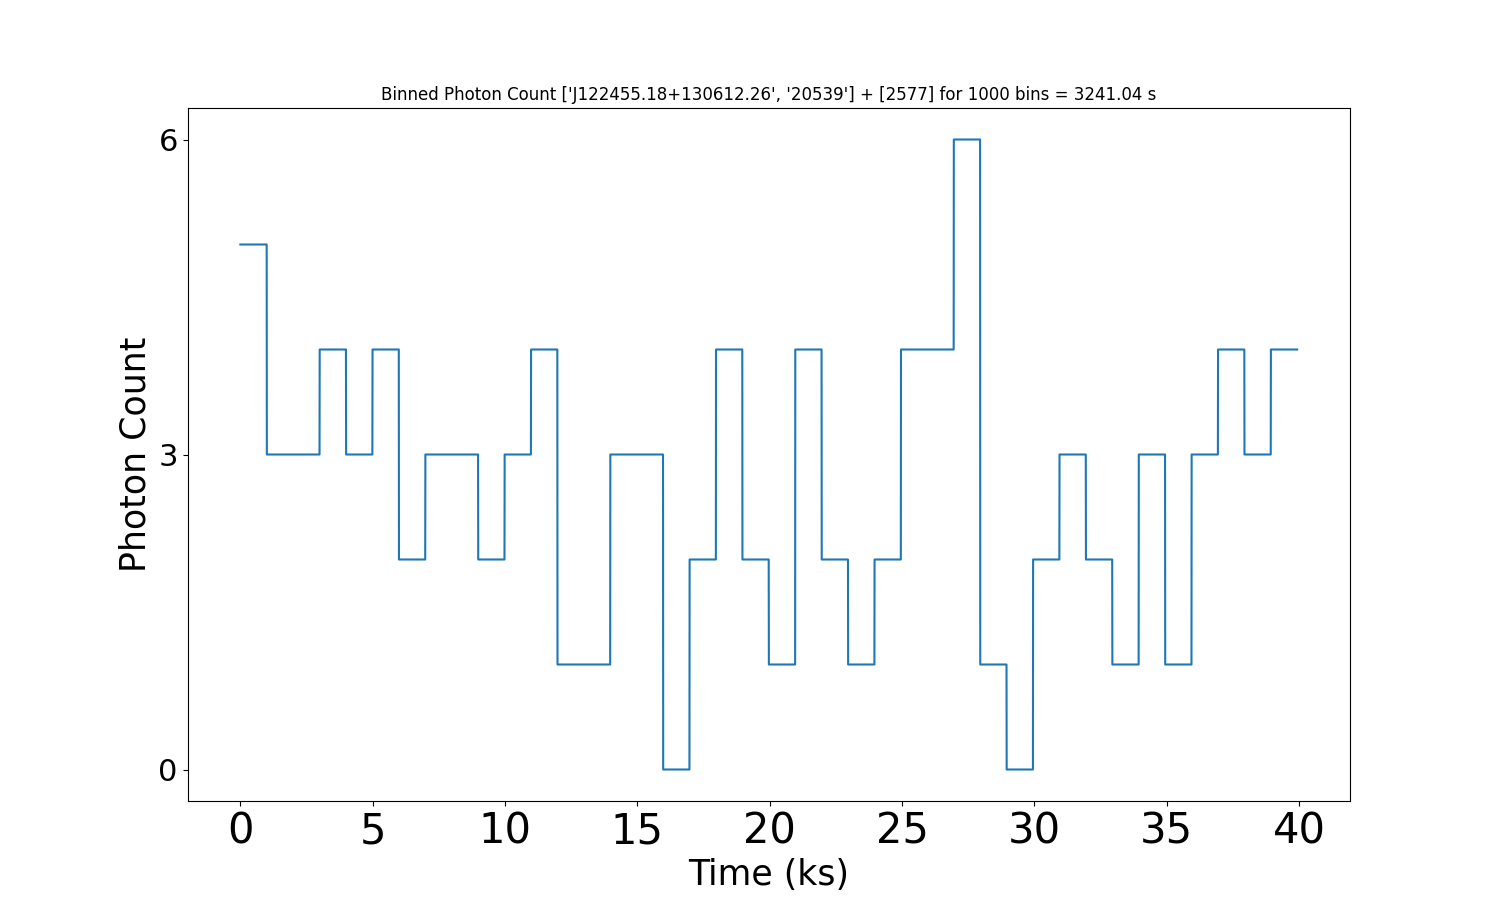 Binned Photon Count ['J122455.18+130612.26', '20539'] + [2577] for 1000 bins = 3241.04 s
6
3
0
Photon Count
0 5 10 15 20 25 30 35 40
Time (ks)